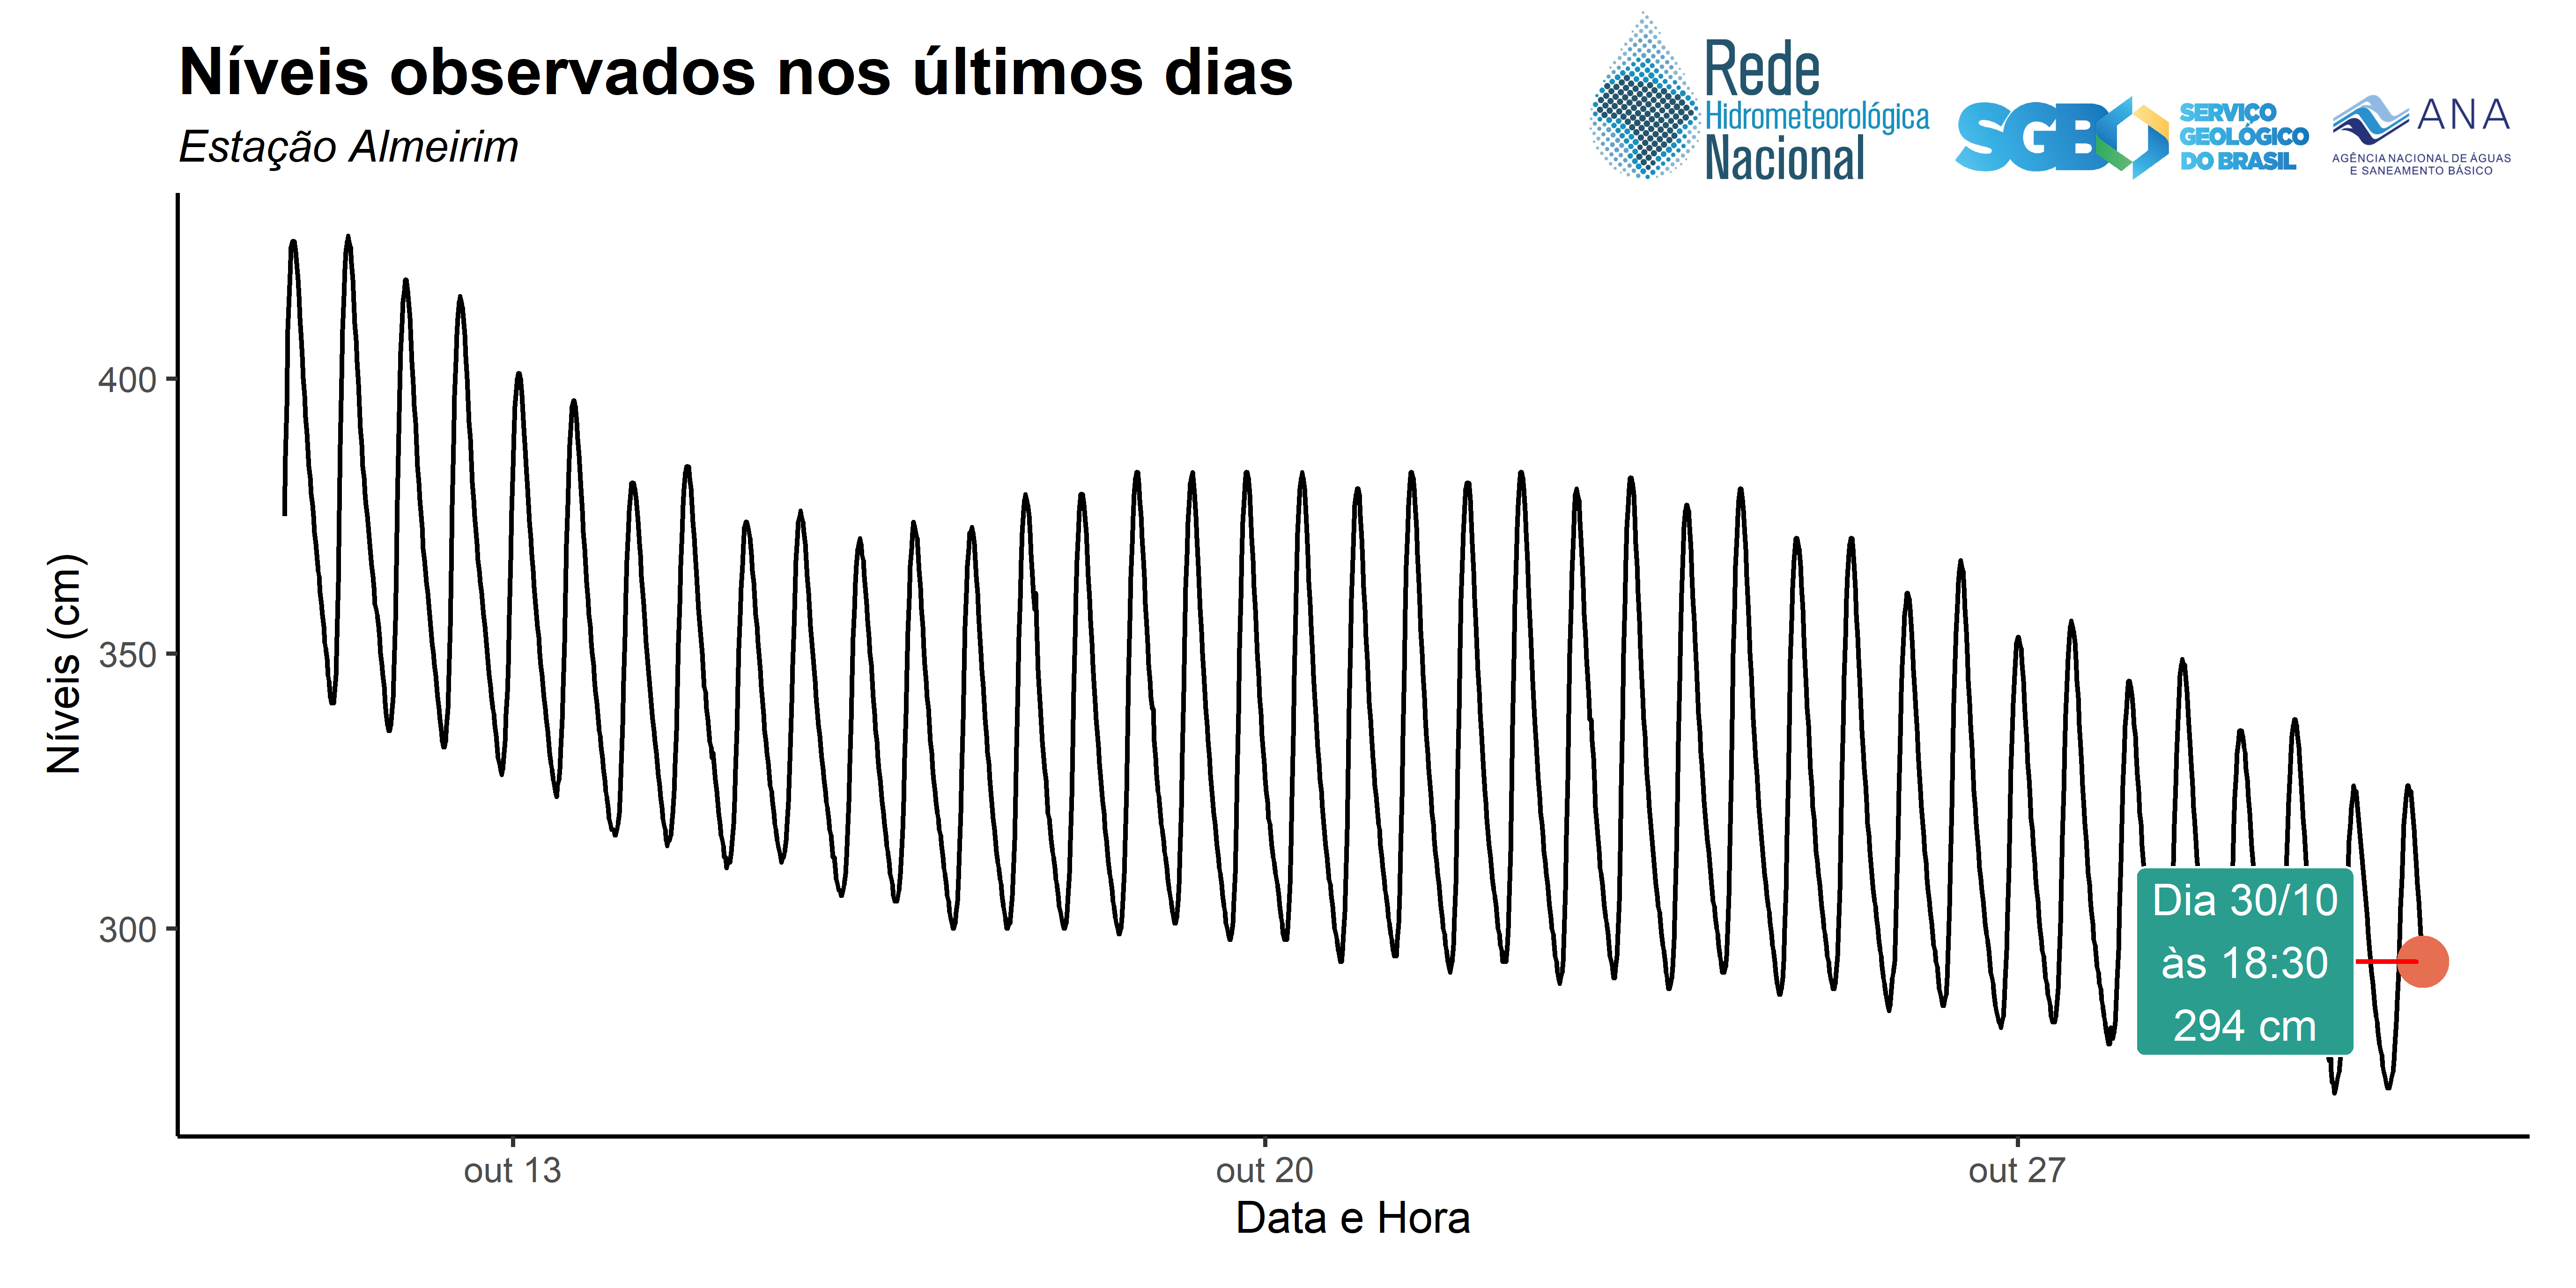 Níveis observados nos últimos dias
Estação Almeirim
Rede
Hidrometeorológica
Nacional
SGB
SERVIÇO
GEOLÓGICO
DO BRASIL
ANA
AGÊNCIA NACIONAL DE ÁGUAS
E SANEAMENTO BÁSICO
Níveis (cm)
400
350
300
Dia 30/10
às 18:30
294 cm
out 13
out 20
out 27
Data e Hora